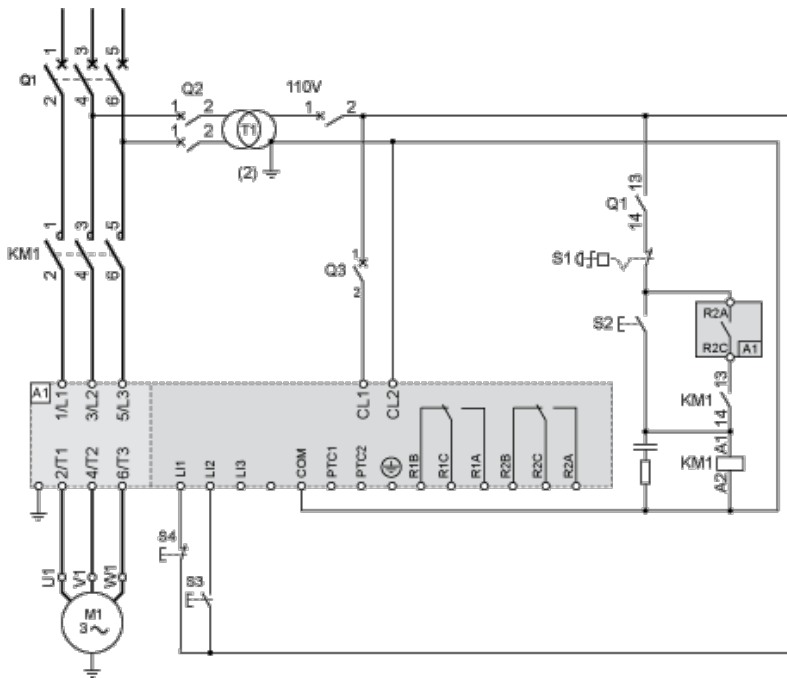 1 3 5
Q1
2 4 6
Q2
1 2
1 2
T1
(2)
110V
1 2
1 3 5
KM1
2 4 6
1
Q3
2
13
Q1
14
S1
S2
R2A
R2C A1
13
KM1
14
A1
KM1
A2
A1
1/L1 3/L2 5/L3
CL1 CL2
2/T1 4/T2 6/T3
LI1 LI2 LI3 COM PTC1 PTC2 R1B R1C R1A R2B R2C R2A
S4
S3
U1 V1 W1
M1
3